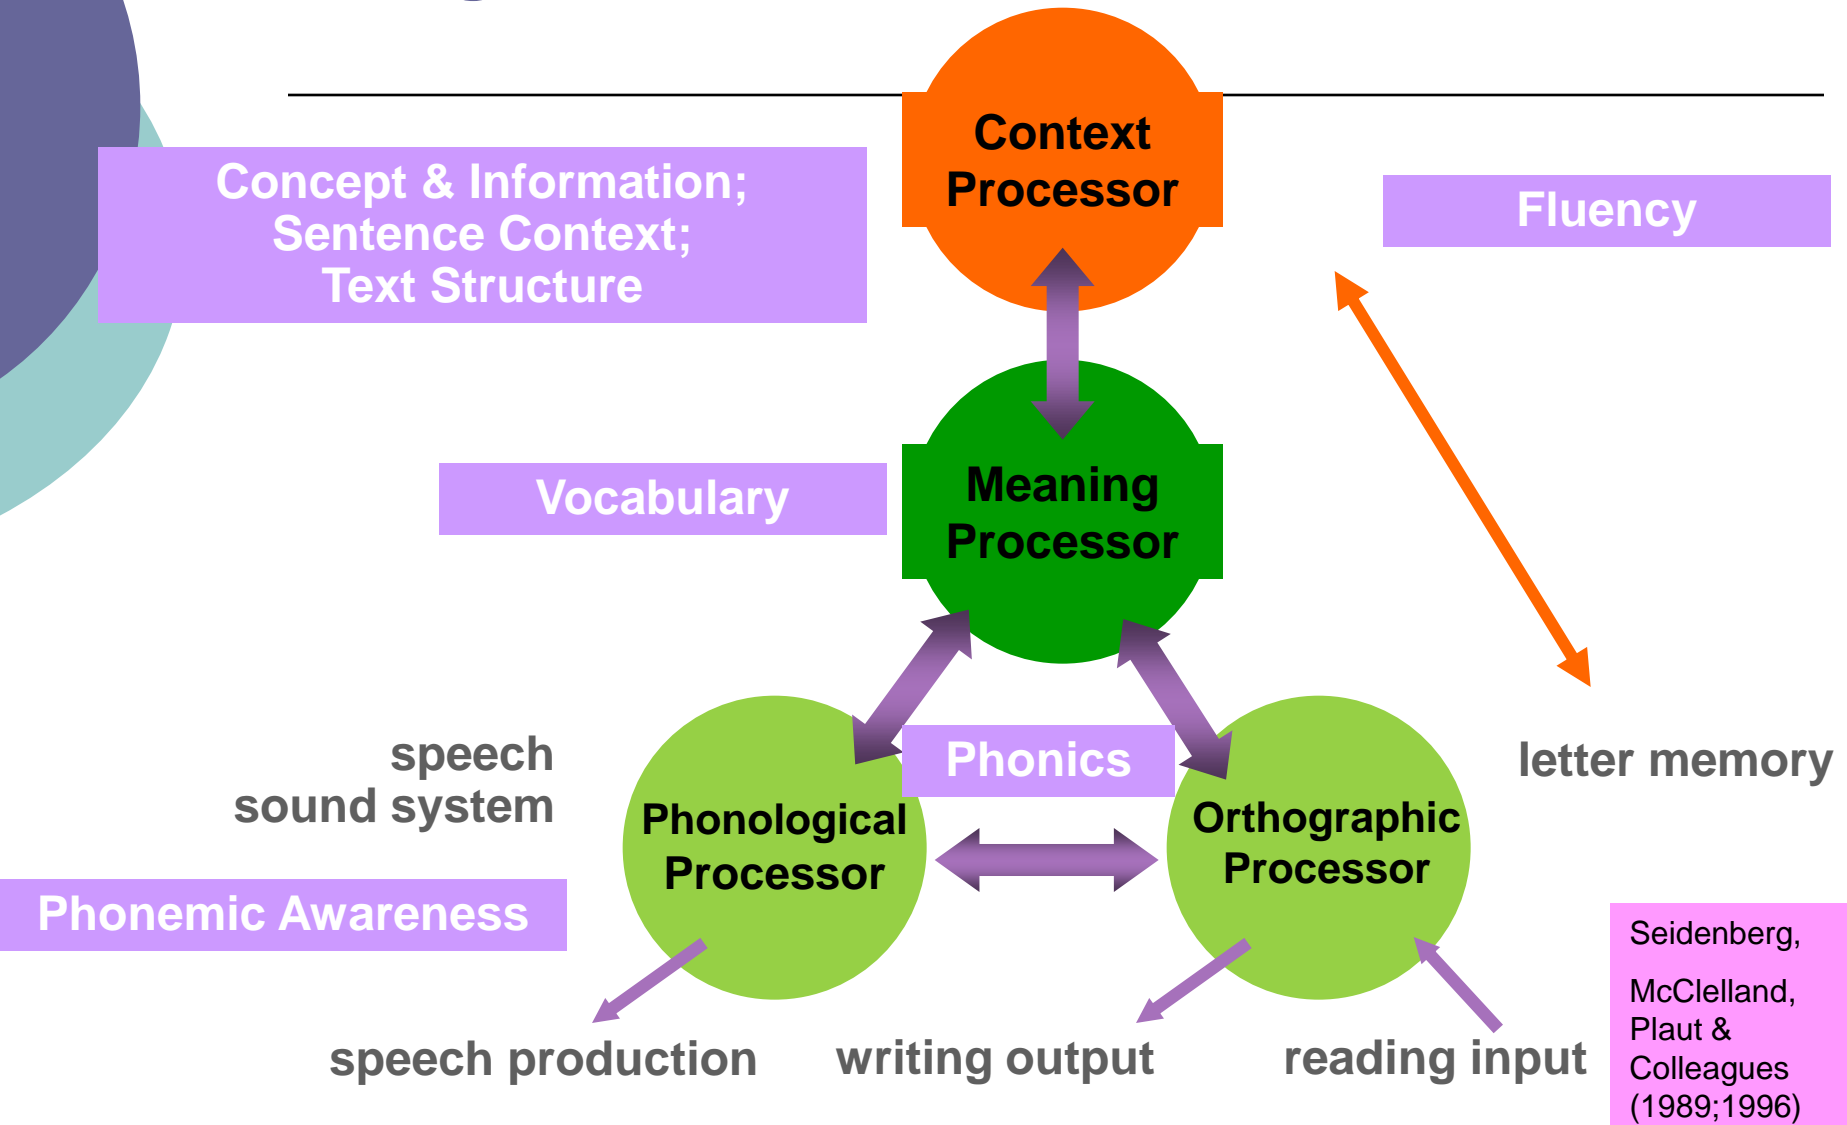 Context
Processor
Concept & Information;
Sentence Context;
Text Structure
Fluency
Meaning
Processor
Vocabulary
Phonics
speech
sound system
letter memory
Phonological
Processor
Orthographic
Processor
Phonemic Awareness
speech production
writing output
reading input
Seidenberg,
McClelland,
Plaut &
Colleagues
(1989;1996)